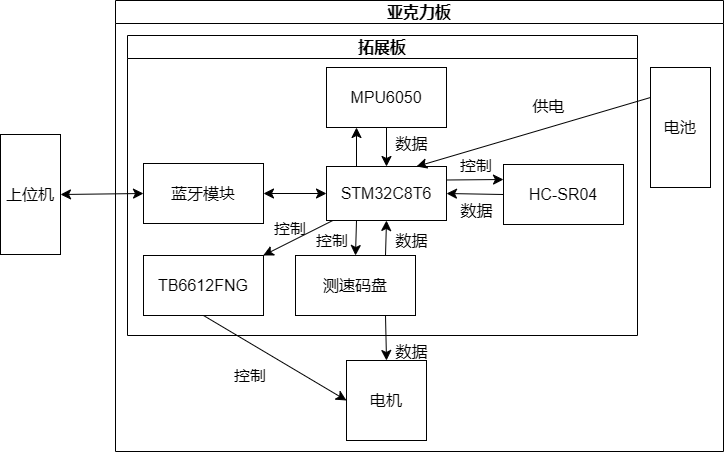 亚克力板
拓展板
MPU6050
供电
电池
数据
控制
上位机
蓝牙模块
STM32C8T6
HC-SR04
数据
控制
控制
数据
TB6612FNG
测速码盘
数据
控制
电机